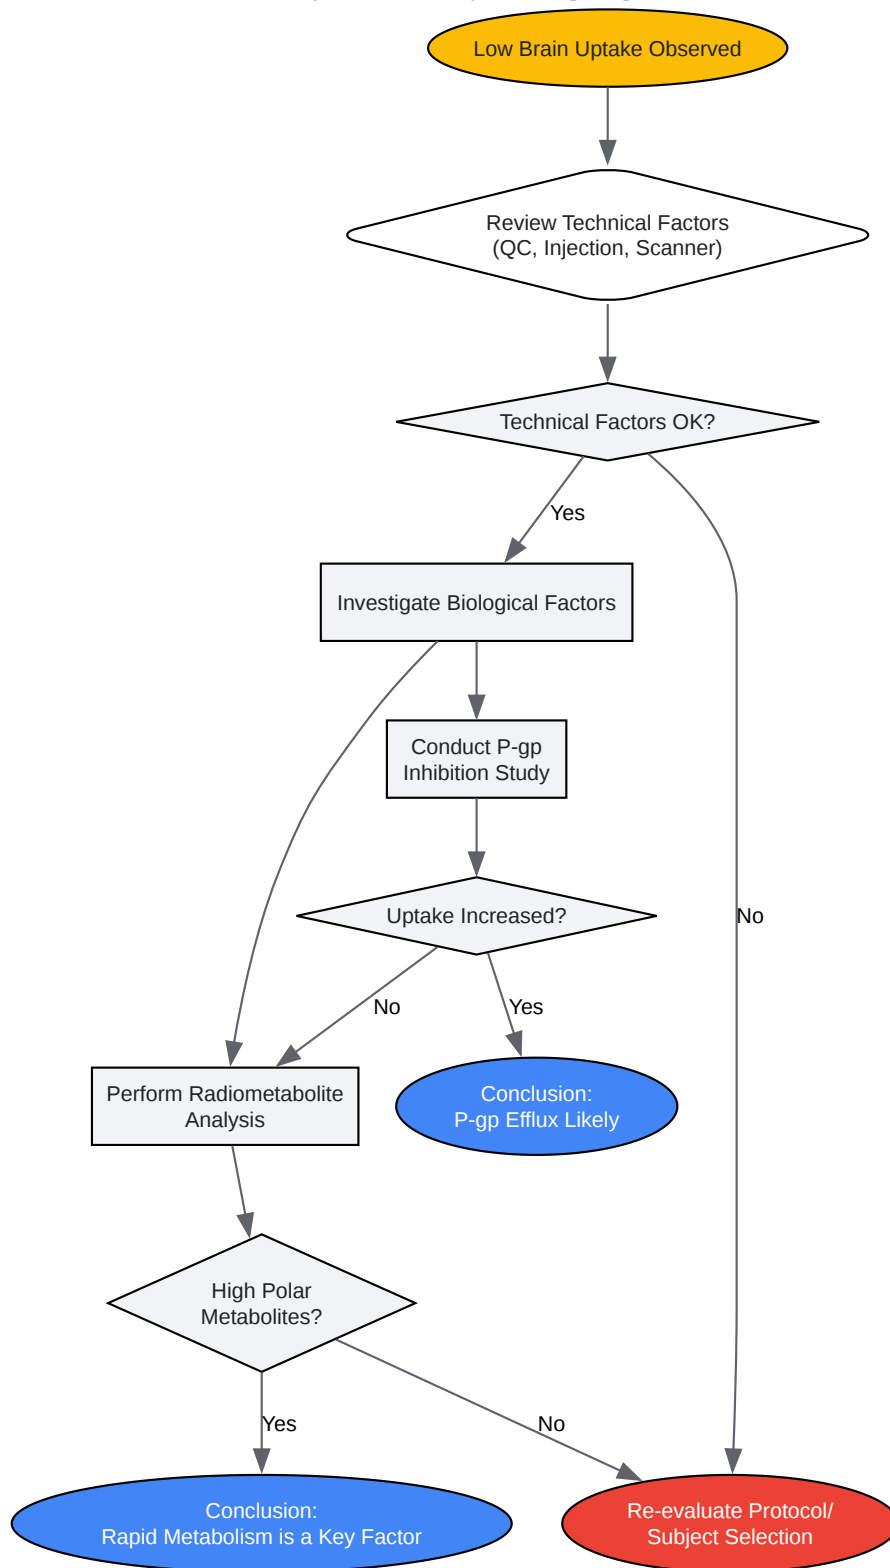 Low Brain Uptake Observed
Review Technical Factors
(QC, Injection, Scanner)
Technical Factors OK?
Yes
Investigate Biological Factors
Conduct P-gp
Inhibition Study
Uptake Increased?
No
No
Yes
Perform Radiometabolite
Analysis
Conclusion:
P-gp Efflux Likely
High Polar
Metabolites?
Yes
No
Conclusion:
Rapid Metabolism is a Key Factor
Re-evaluate Protocol/
Subject Selection